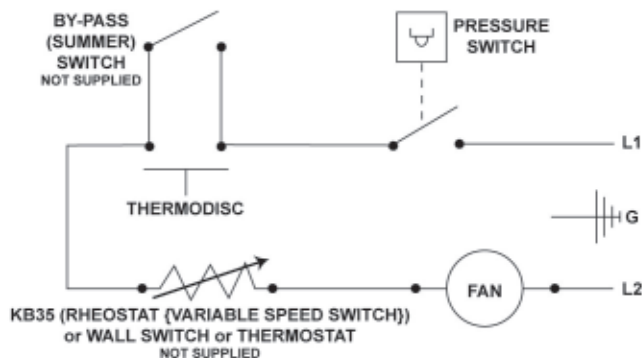 BY-PASS
(SUMMER)
SWITCH
NOT SUPPLIED
PRESSURE
SWITCH
L1
THERMODISC
G
FAN
L2
KB35 (RHEOSTAT {VARIABLE SPEED SWITCH})
or WALL SWITCH or THERMOSTAT
NOT SUPPLIED